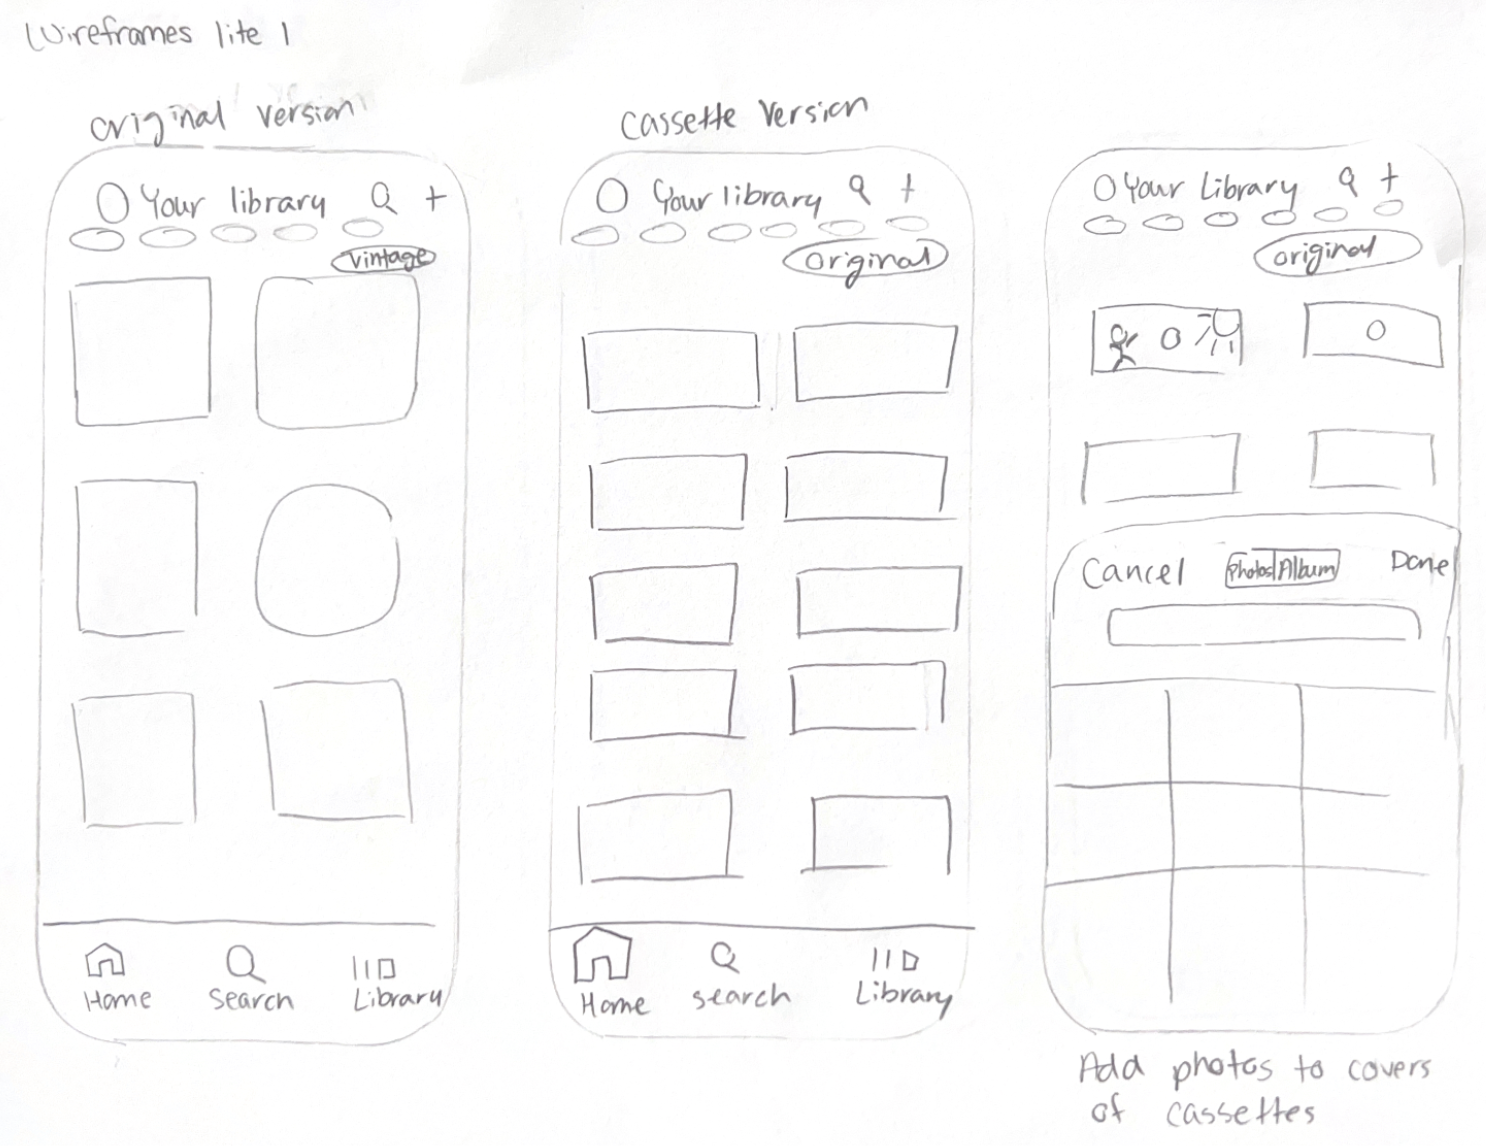 Wireframes lite 1
original version
Your library
vintage
Home
Search
Library
Cassette Version
Your library
original
Home
search
Library
Your Library
original
Cancel
Photos Album
Done
Add photos to covers
of cassettes